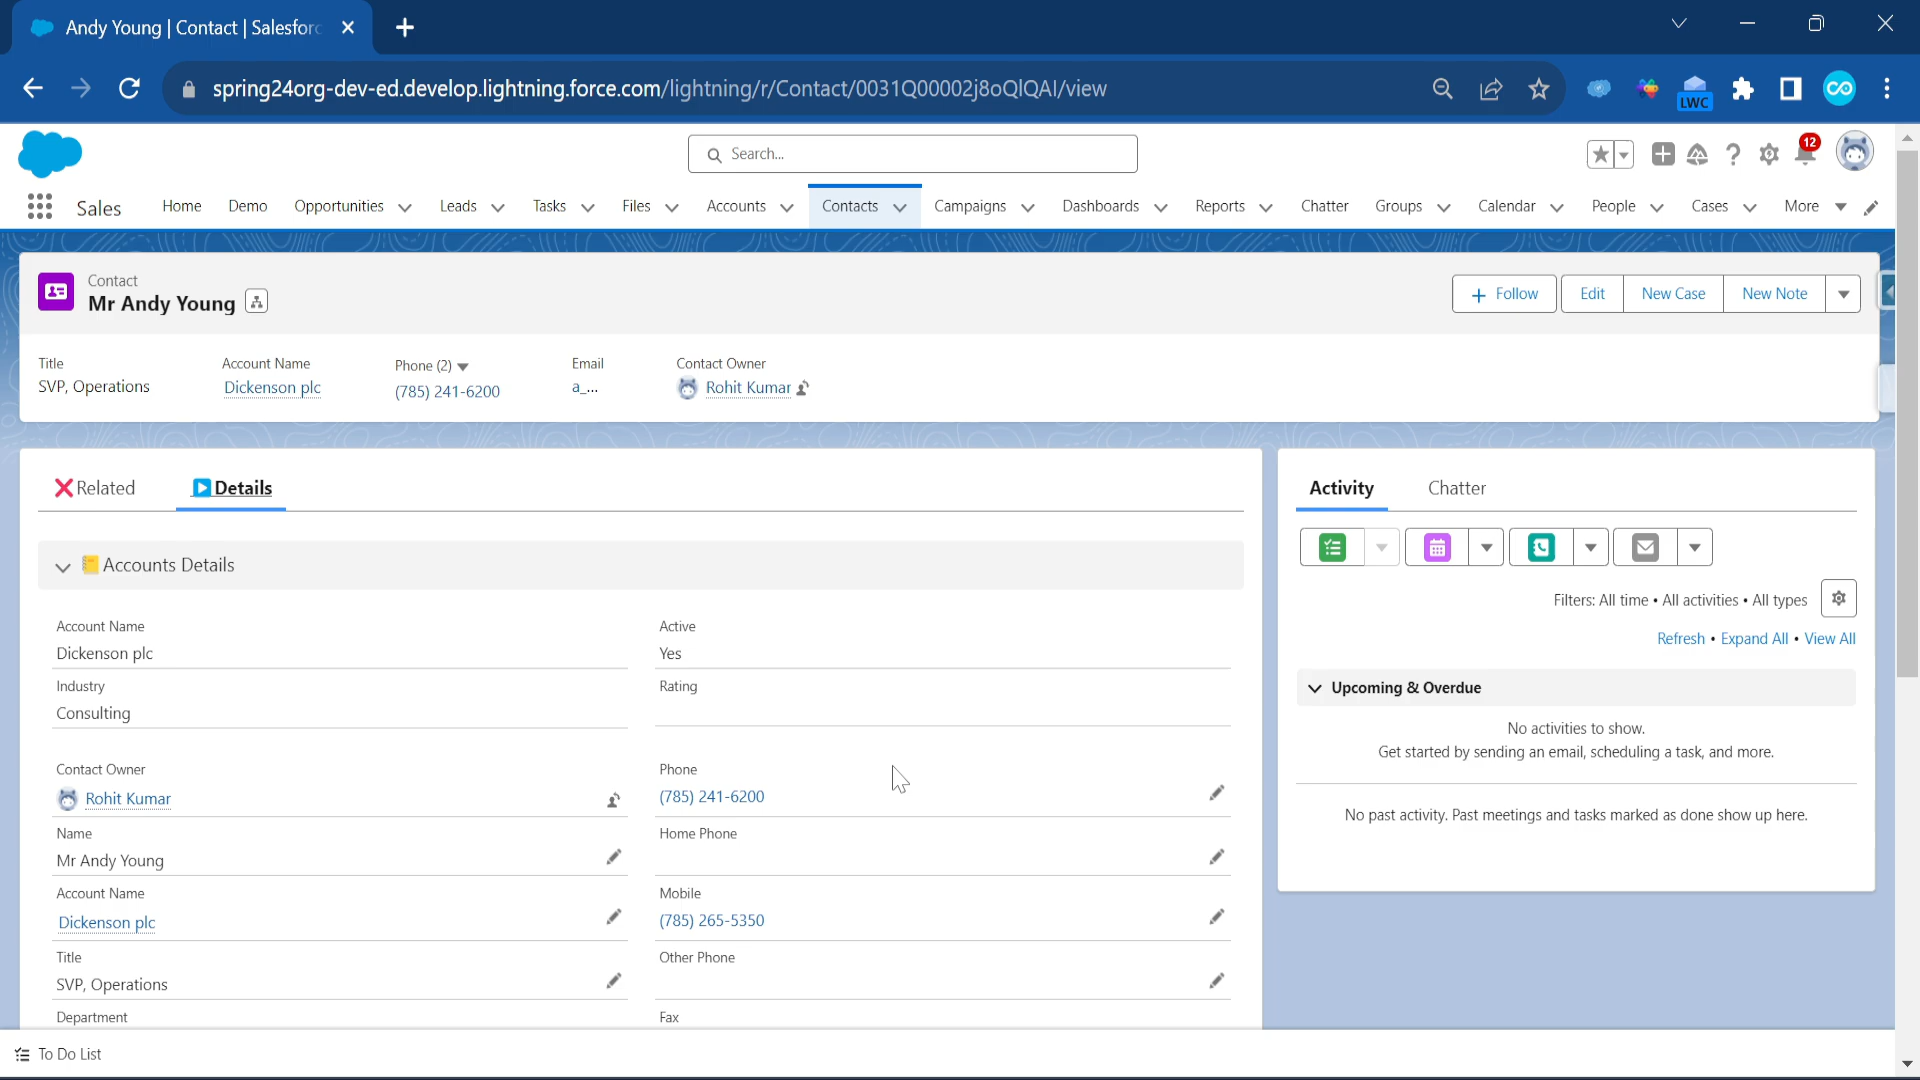 Andy Young | Contact | Salesforc
spring24org-dev-ed.develop.lightning.force.com/lightning/r/Contact/0031Q00002j8oQlQAI/view
LWC
Search...
12
Sales Home Demo Opportunities Leads Tasks Files Accounts Contacts Campaigns Dashboards Reports Chatter Groups Calendar People Cases More
Contact
Mr Andy Young
+ Follow Edit New Case New Note
Title Account Name Phone (2) Email Contact Owner
SVP, Operations Dickenson plc (785) 241-6200 a_... Rohit Kumar
Related Details
Activity Chatter
Accounts Details
Filters: All time • All activities • All types
Account Name Active
Dickenson plc Yes
Refresh • Expand All • View All
Industry Rating
Consulting
Upcoming & Overdue
No activities to show.
Get started by sending an email, scheduling a task, and more.
Contact Owner Phone
Rohit Kumar (785) 241-6200
No past activity. Past meetings and tasks marked as done show up here.
Name Home Phone
Mr Andy Young
Account Name Mobile
Dickenson plc (785) 265-5350
Title Other Phone
SVP, Operations
Department Fax
To Do List